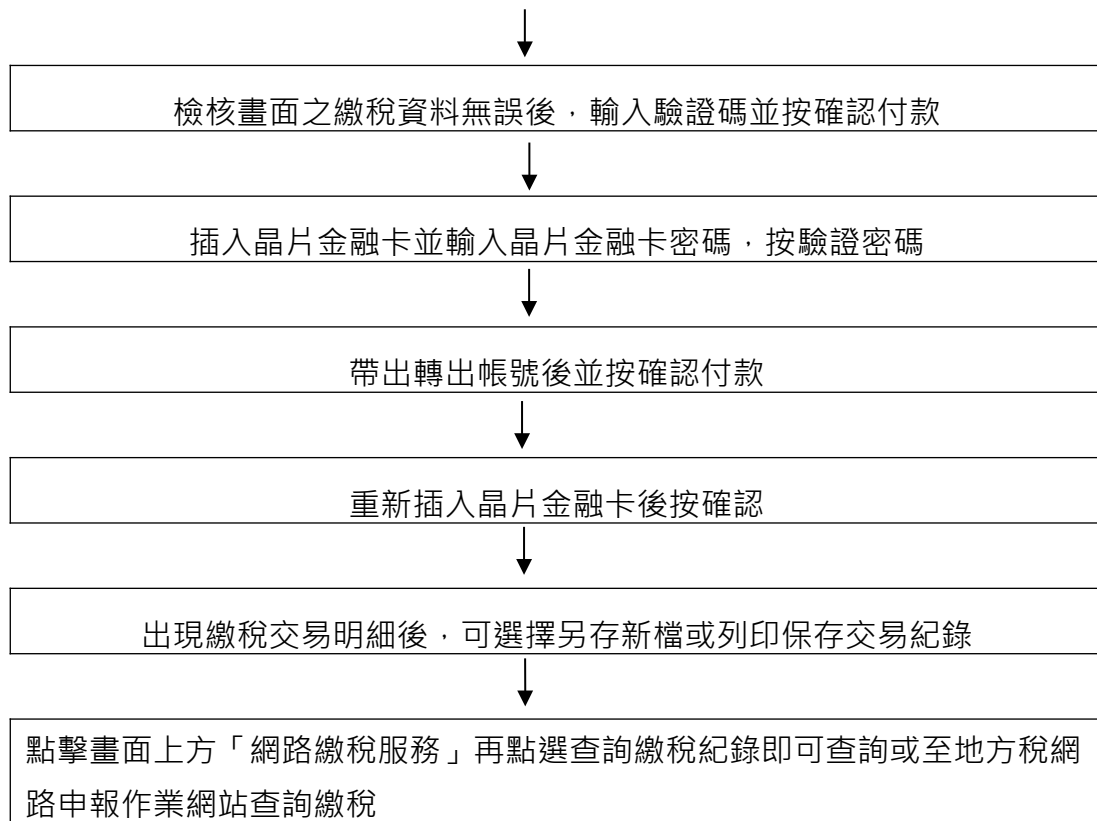 檢核畫面之繳稅資料無誤後，輸入驗證碼並按確認付款
插入晶片金融卡並輸入晶片金融卡密碼，按驗證密碼
帶出轉出帳號後並按確認付款
重新插入晶片金融卡後按確認
出現繳稅交易明細後，可選擇另存新檔或列印保存交易紀錄
點擊畫面上方「網路繳稅服務」再點選查詢繳稅紀錄即可查詢或至地方稅網
路申報作業網站查詢繳稅